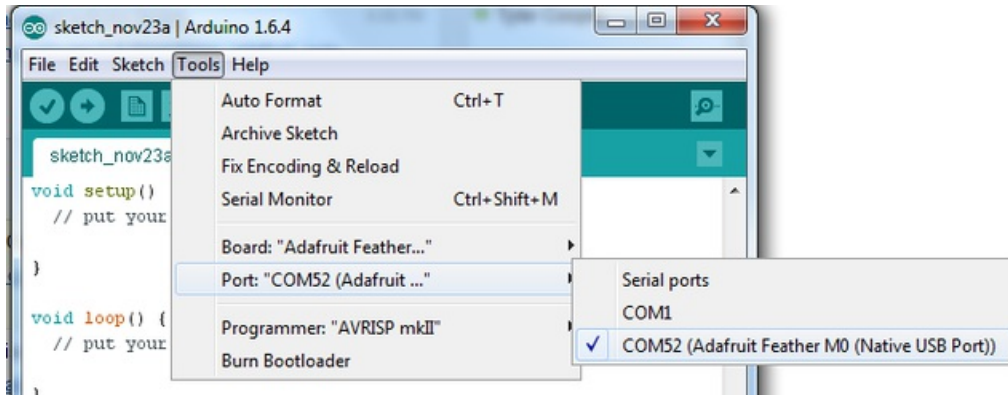 sketch_nov23a | Arduino 1.6.4
File Edit Sketch Tools Help
Auto Format Ctrl+T
Archive Sketch
sketch_nov23a
Fix Encoding & Reload
void setup()
Serial Monitor Ctrl+Shift+M
// put your
Board: "Adafruit Feather..."
}
Port: "COM52 (Adafruit ..."
Serial ports
void loop() {
COM1
Programmer: "AVRISP mkII"
// put your
COM52 (Adafruit Feather M0 (Native USB Port))
Burn Bootloader
}